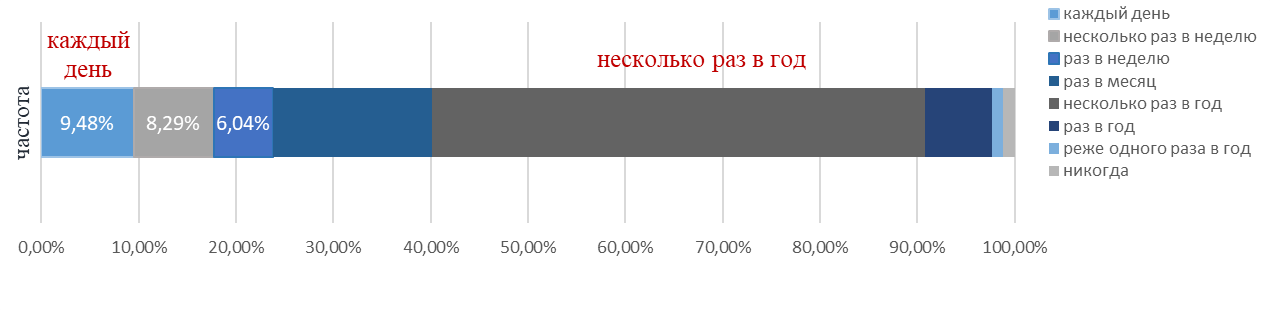 каждый
день
несколько раз в год
частота
9,48%
8,29%
6,04%
0,00%
10,00%
20,00%
30,00%
40,00%
50,00%
60,00%
70,00%
80,00%
90,00%
100,00%
каждый день
несколько раз в неделю
раз в неделю
раз в месяц
несколько раз в год
раз в год
реже одного раза в год
никогда